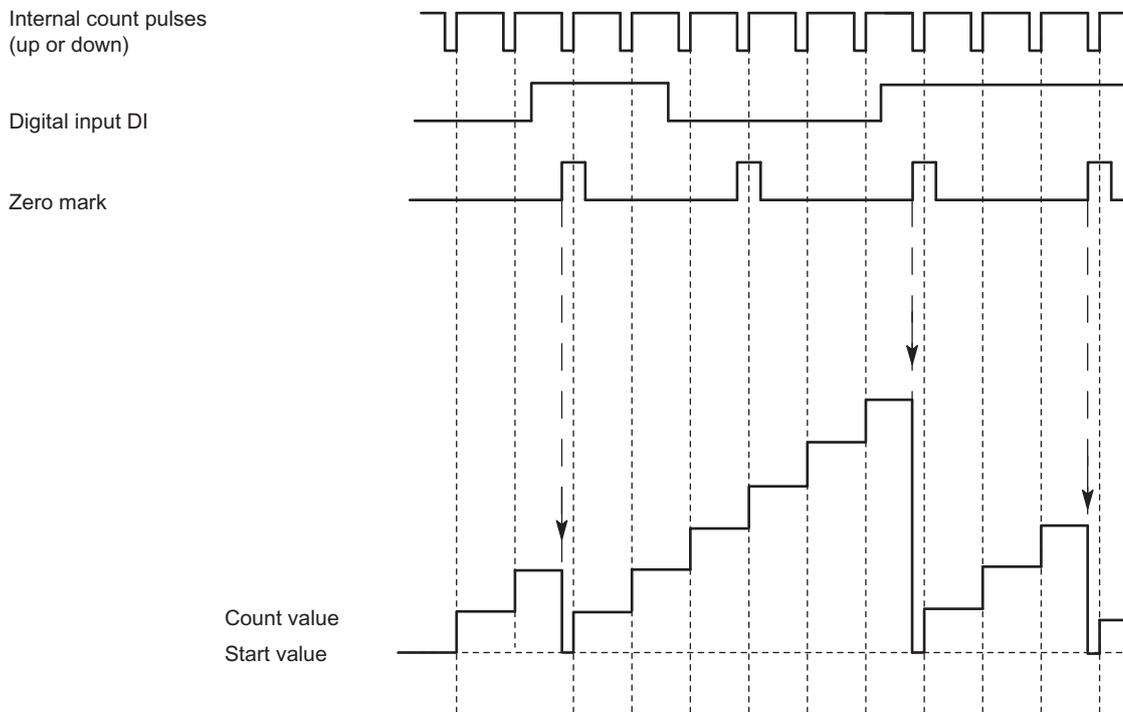 Internal count pulses
(up or down)
Digital input DI
Zero mark
Count value
Start value